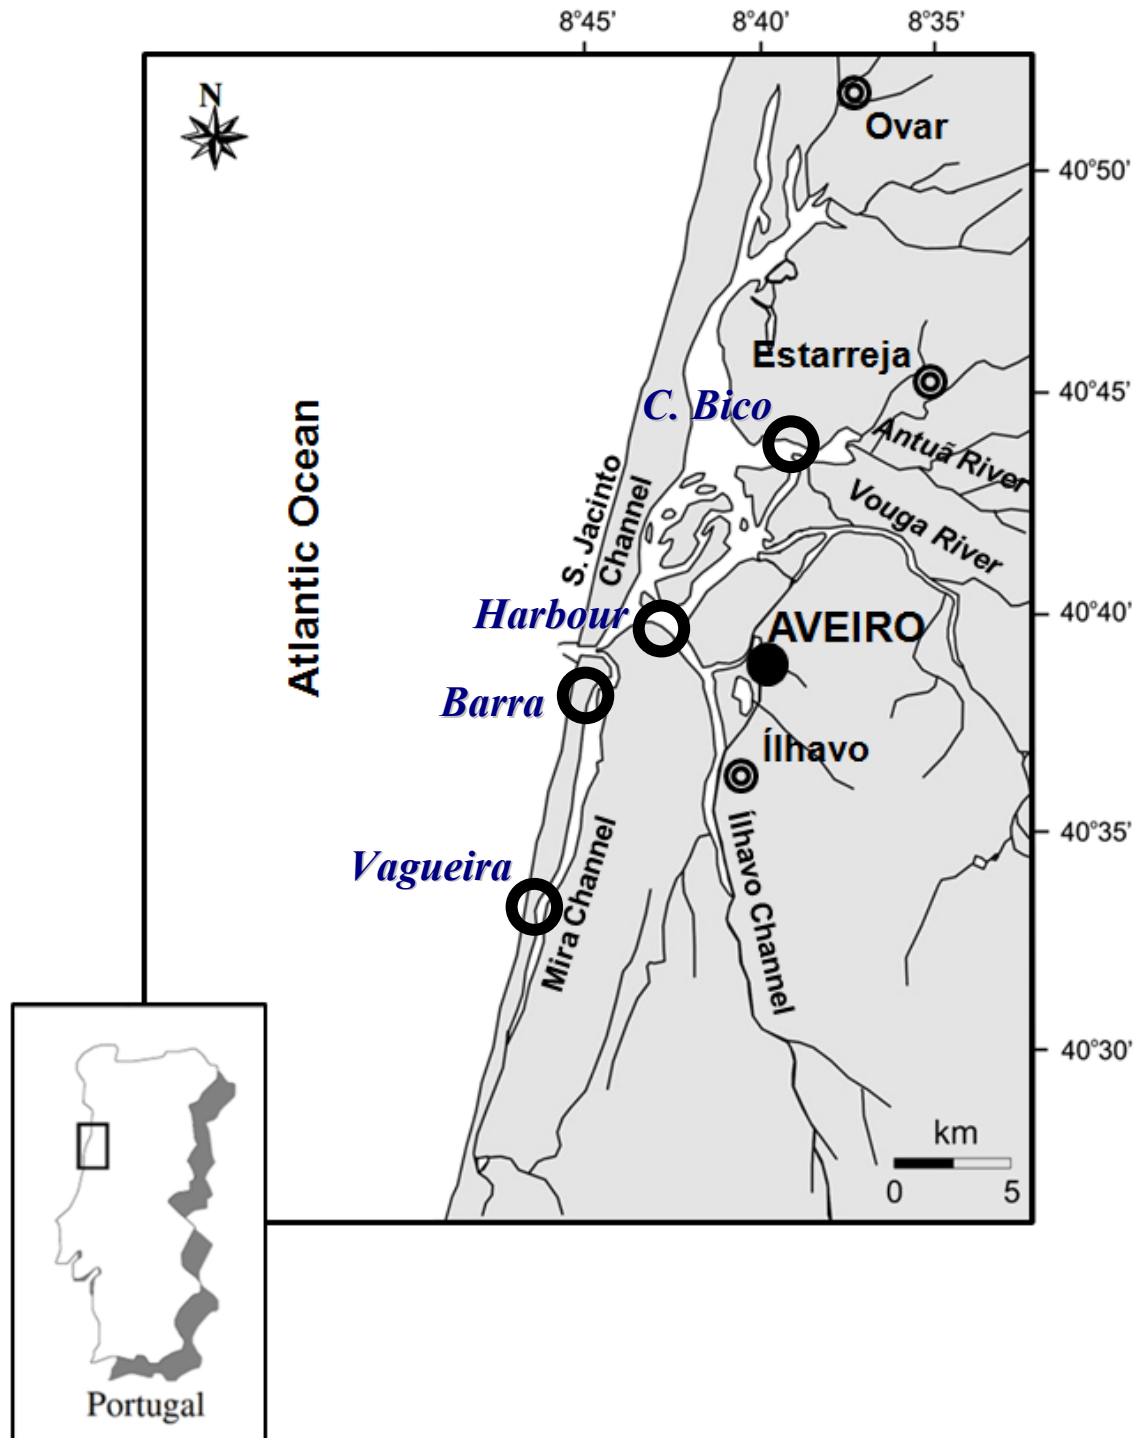 8°45' 8°40' 8°35'
N
Ovar
40°50'
Estarreja
40°45'
C. Bico
Antuã River
Atlantic Ocean
S. Jacinto
Channel
Vouga River
Harbour
40°40'
AVEIRO
Barra
Ílhavo
40°35'
Vagueira
Mira Channel
Ílhavo Channel
40°30'
km
0 5
Portugal